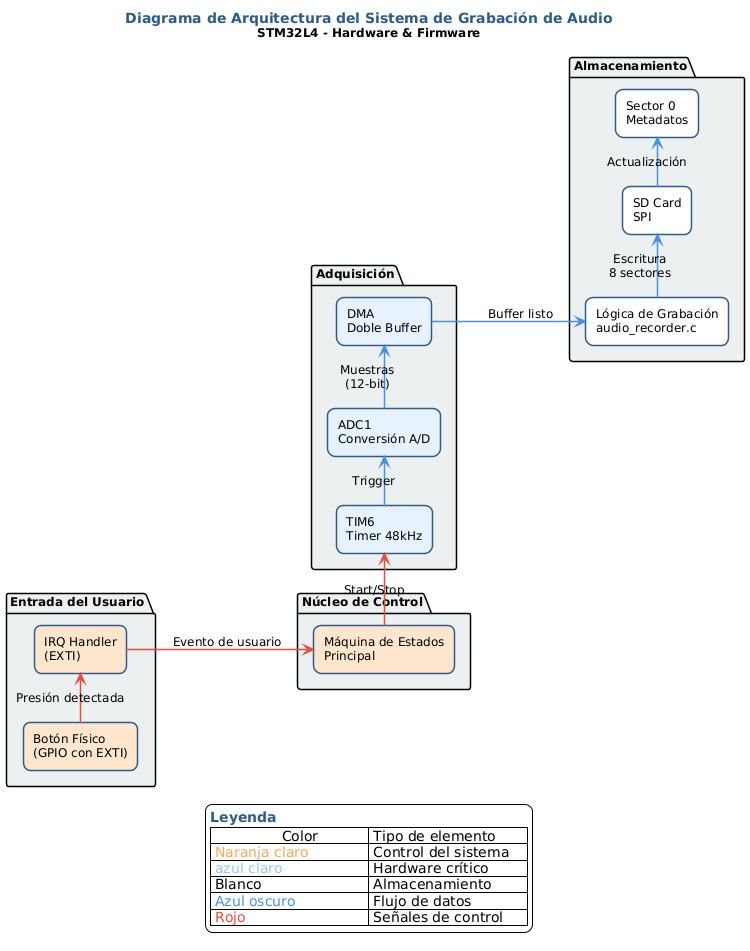 Diagrama de Arquitectura del Sistema de Grabación de Audio
STM32L4 - Hardware & Firmware
Almacenamiento
Sector 0
Metadatos
Actualización
SD Card
SPI
Escritura
8 sectores
Lógica de Grabación
audio_recorder.c
Adquisición
DMA
Doble Buffer
Buffer listo
Muestras
(12-bit)
ADC1
Conversión A/D
Trigger
TIM6
Timer 48kHz
Start/Stop
Entrada del Usuario
Núcleo de Control
IRQ Handler
(EXTI)
Evento de usuario
Máquina de Estados
Principal
Presión detectada
Botón Físico
(GPIO con EXTI)
Leyenda
Color Tipo de elemento
Naranja claro Control del sistema
azul claro Hardware crítico
Blanco Almacenamiento
Azul oscuro Flujo de datos
Rojo Señales de control